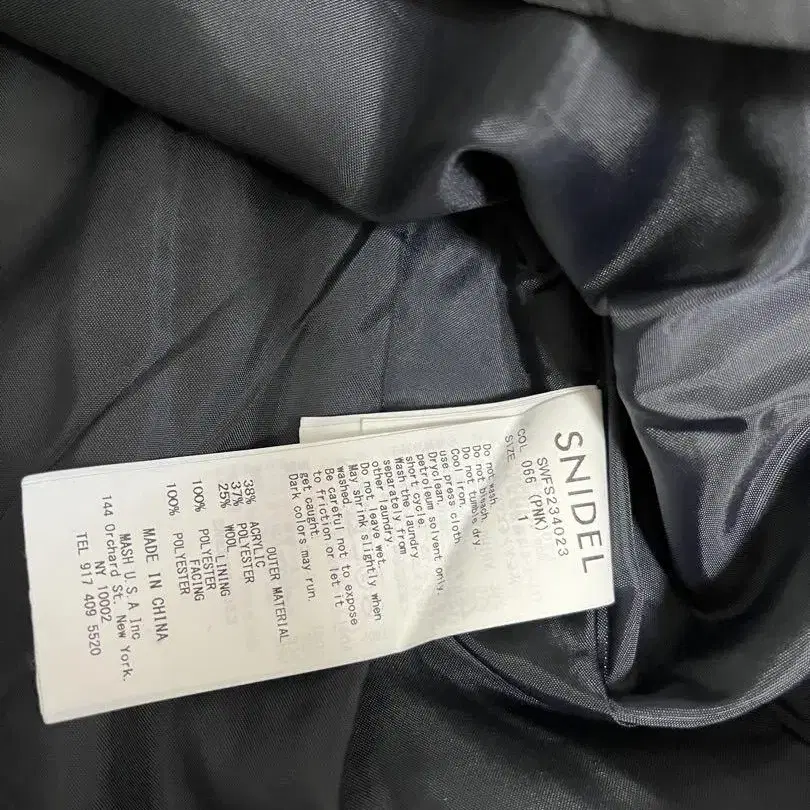 SNIDEL
SWFS234023
COL 066 (PNK)
SIZE 1
Do not wash
Do not bleach
Do not tumble dry
Cool iron.
use press cloth
Dryclean.
petroleum solvent only.
short cycle.
Wash the laundry
separately from
other laundry
Do not leave wet.
May shrink slightly when
washed.
Be careful not to expose
to friction or let it
get caught.
Dark colors may run.
OUTER MATERIAL
38% ACRYLIC
37% POLYESTER
25% WOOL
LINING
100% POLYESTER
FACING
100% POLYESTER
MADE IN CHINA
MASH U.S.A Inc
144 Orchard St. New York.
NY 10002
TEL 917 409 5520